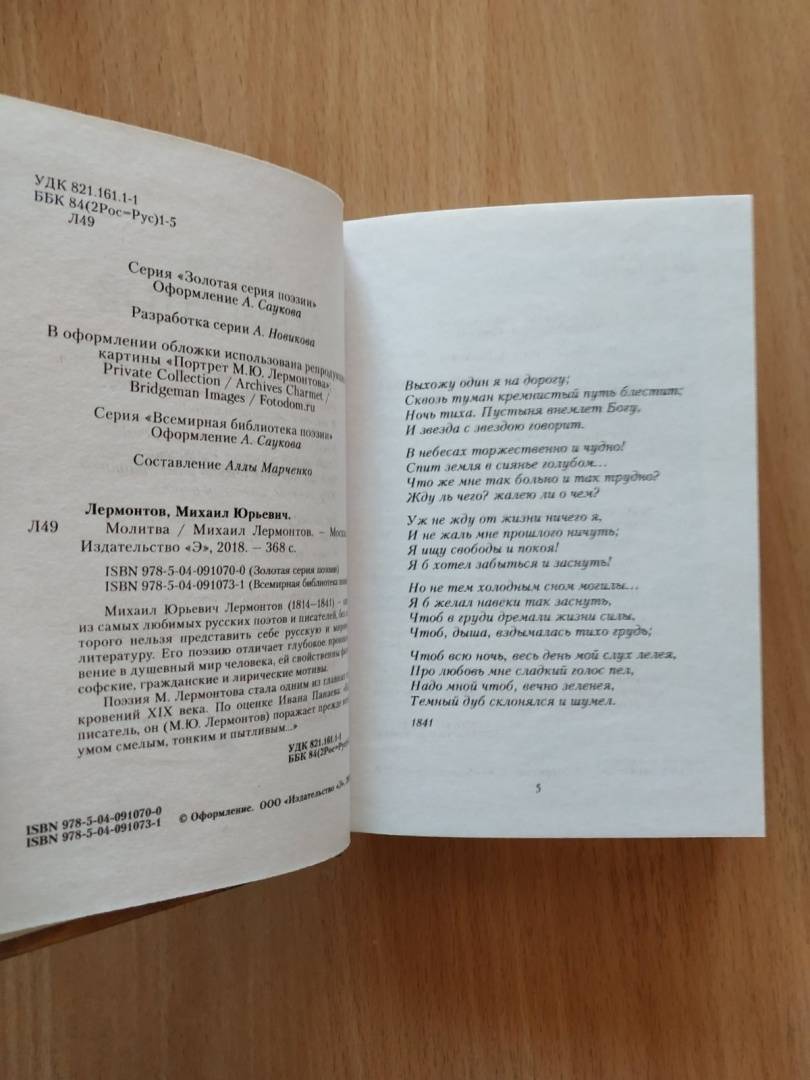 УДК 821.161.1-1
ББК 84(2Рос=Рус)1-5
Л49
Серия «Золотая серия поэзии»
Оформление А. Саукова
Разработка серии А. Новикова
В оформлении обложки использована
картины «Портрет М.Ю. Лермонтова»
Private Collection / Archives Charmet /
Bridgeman Images / Fotodom.ru
Серия «Всемирная библиотека поэзии»
Оформление А. Саукова
Составление Аллы Марченко
Лермонтов, Михаил Юрьевич.
Л49 Молитва / Михаил Лермонтов. –
Издательство «Э», 2018. — 368 с.
ISBN 978-5-04-091070-0 (Золотая серия поэзии)
ISBN 978-5-04-091073-1 (Всемирная библиотека
Михаил Юрьевич Лермонтов (1814—1841) –
из самых любимых русских поэтов и писателей,
торого нельзя представить себе русскую и
литературу. Его поэзию отличает глубокое
вение в душевный мир человека, ей свойственны
софские, гражданские и лирические мотивы.
Поэзия М. Лермонтова стала одним из главных
кровений XIX века. По оценке Ивана Панаева
писатель, он (М.Ю. Лермонтов) поражает прежде
умом смелым, тонким и пытливым...»
УДК 821.161.1-1
ББК 84(2Рос=Рус)
ISBN 978-5-04-091070-0
ISBN 978-5-04-091073-1
© Оформление. ООО «Издательство «Э»,
Выхожу один я на дорогу;
Сквозь туман кремнистый путь блестит;
Ночь тиха. Пустыня внемлет Богу,
И звезда с звездою говорит.
В небесах торжественно и чудно!
Спит земля в сиянье голубом...
Что же мне так больно и так трудно?
Жду ль чего? жалею ли о чем?
Уж не жду от жизни ничего я,
И не жаль мне прошлого ничуть;
Я ищу свободы и покоя!
Я б хотел забыться и заснуть!
Но не тем холодным сном могилы...
Я б желал навеки так заснуть,
Чтоб в груди дремали жизни силы,
Чтоб, дыша, вздымалась тихо грудь;
Чтоб всю ночь, весь день мой слух лелея,
Про любовь мне сладкий голос пел,
Надо мной чтоб, вечно зеленея,
Темный дуб склонялся и шумел.
1841
5